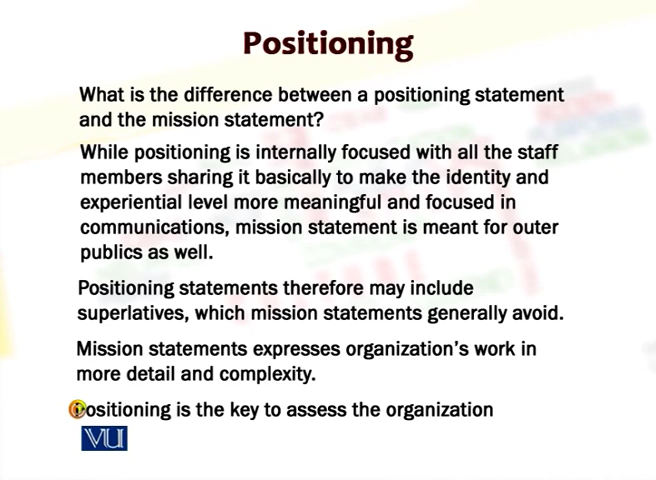 Positioning
What is the difference between a positioning statement
and the mission statement?
While positioning is internally focused with all the staff
members sharing it basically to make the identity and
experiential level more meaningful and focused in
communications, mission statement is meant for outer
publics as well.
Positioning statements therefore may include
superlatives, which mission statements generally avoid.
Mission statements expresses organization's work in
more detail and complexity.
ositioning is the key to assess the organization
VU